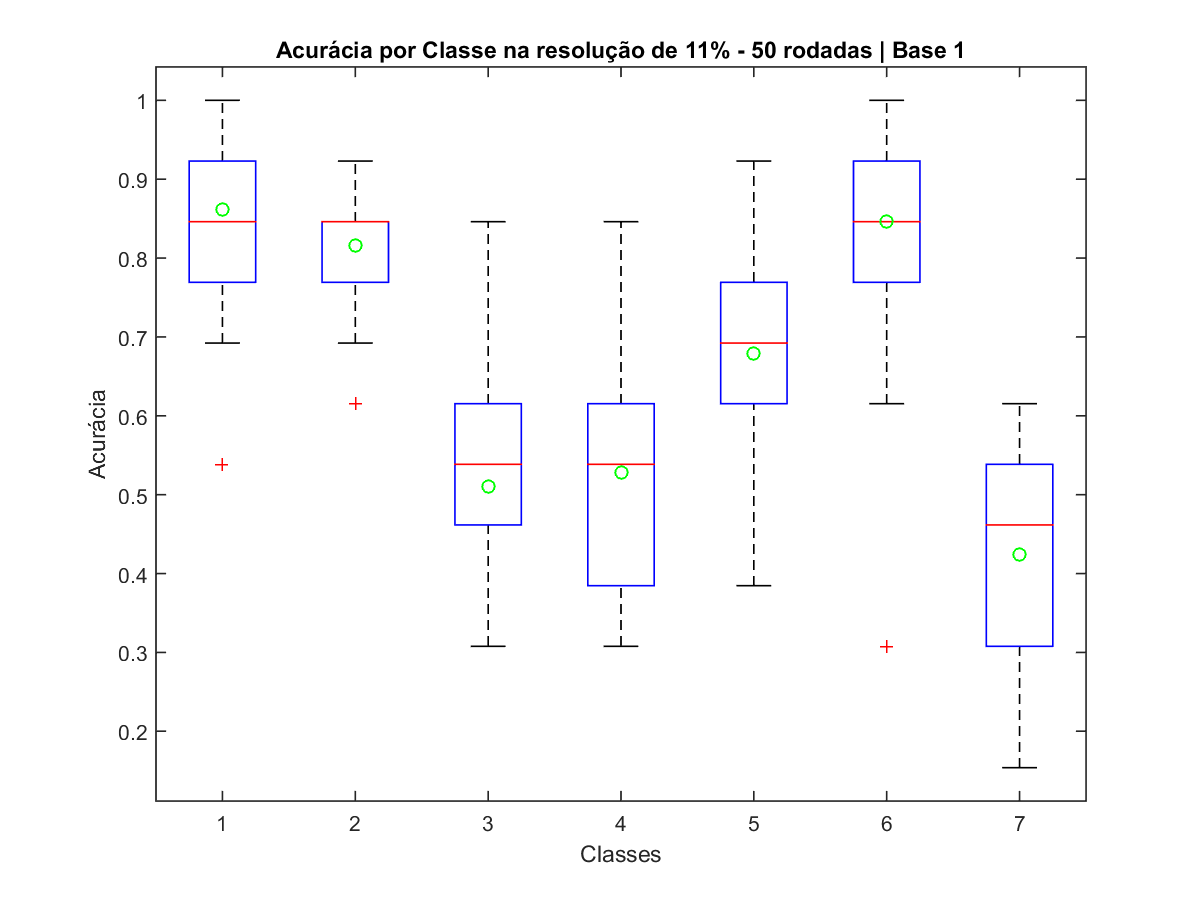 Acurácia por Classe na resolução de 11% - 50 rodadas | Base 1
1
0.9
0.8
0.7
0.6
0.5
0.4
0.3
0.2
Acurácia
1 2 3 4 5 6 7
Classes